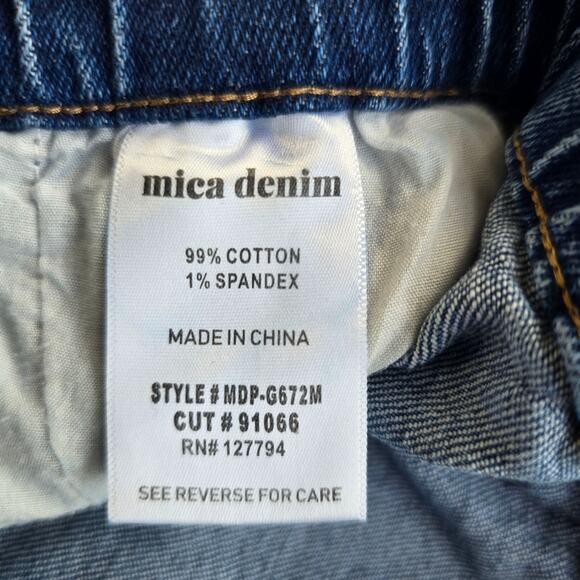 mica denim
99% COTTON
1% SPANDEX
MADE IN CHINA
STYLE # MDP-G672M
CUT # 91066
RN# 127794
SEE REVERSE FOR CARE